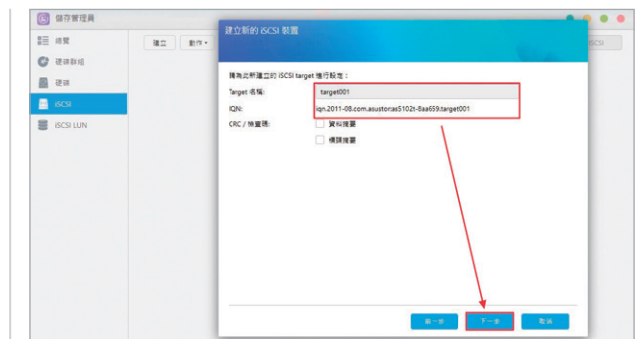 儲存管理員
總覽
硬碟群組
硬碟
iSCSI
iSCSI LUN
建立
動作
iSCSI
建立新的 iSCSI 裝置
請為此新建立的 iSCSI target 進行設定：
Target 名稱: target001
IQN: iqn.2011-08.com.asustor:as5102t-8aa659.target001
CRC / 檢查碼: 資料摘要
標頭摘要
前一步 下一步 取消